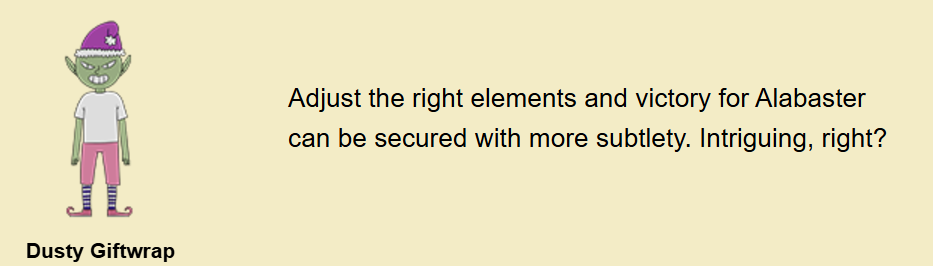 Adjust the right elements and victory for Alabaster
can be secured with more subtlety. Intriguing, right?
Dusty Giftwrap